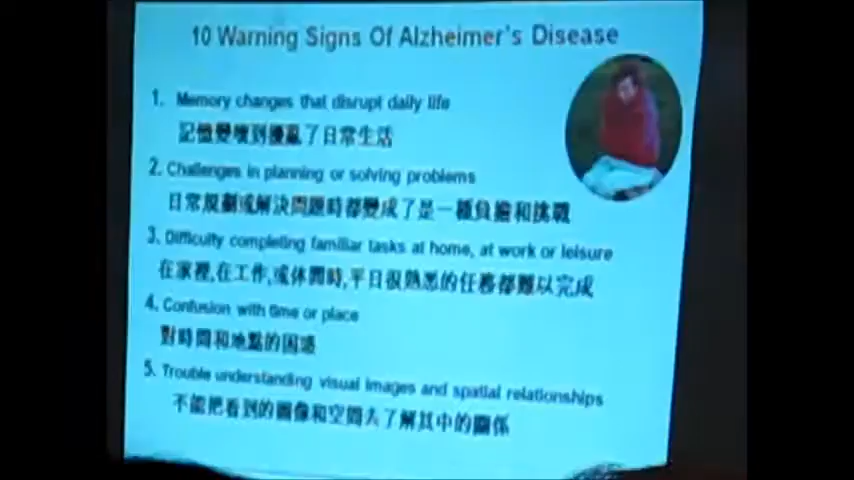 10 Warning Signs Of Alzheimer's Disease
1. Memory changes that disrupt daily life
記憶變壞到擾亂了日常生活
2. Challenges in planning or solving problems
日常規劃或解決問題時都變成了是一種負擔和挑戰
3. Difficulty completing familiar tasks at home, at work or leisure
在家裡,在工作,或休閒時,平日很熟悉的任務都難以完成
4. Confusion with time or place
對時間和地點的困惑
5. Trouble understanding visual images and spatial relationships
不能把看到的圖像和空間去了解其中的關係